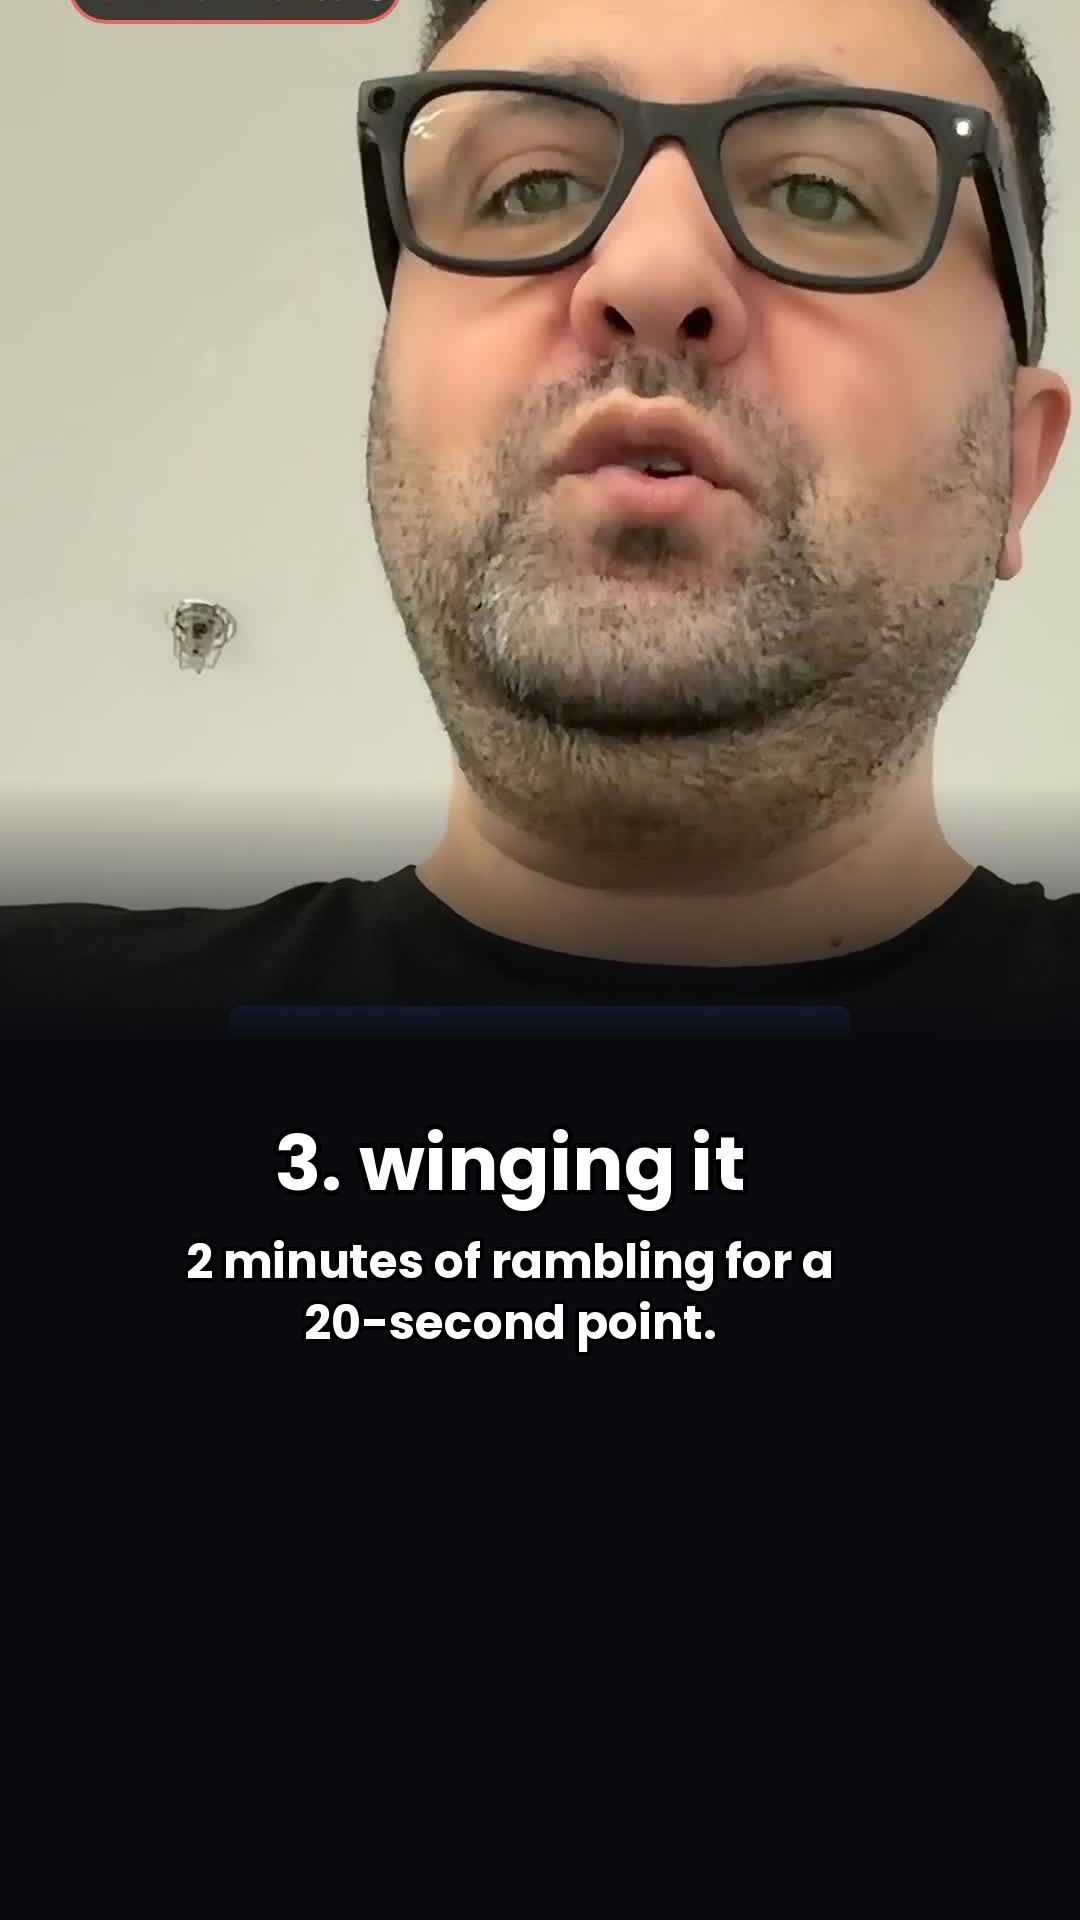 3. winging it
2 minutes of rambling for a
20-second point.